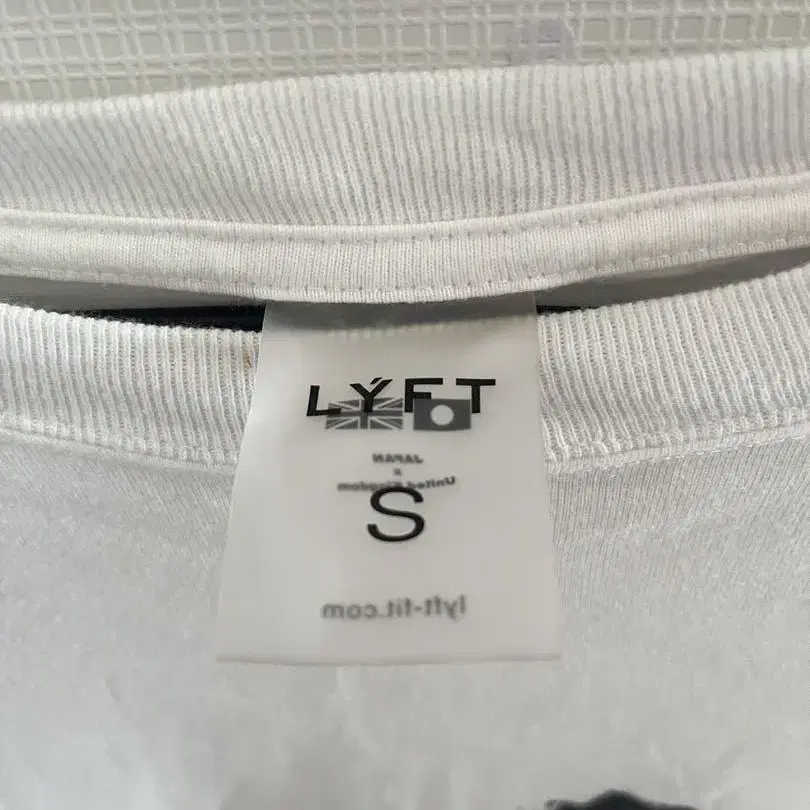 LÝFT
JAPAN
x
United Kingdom
S
lyft-fit.com